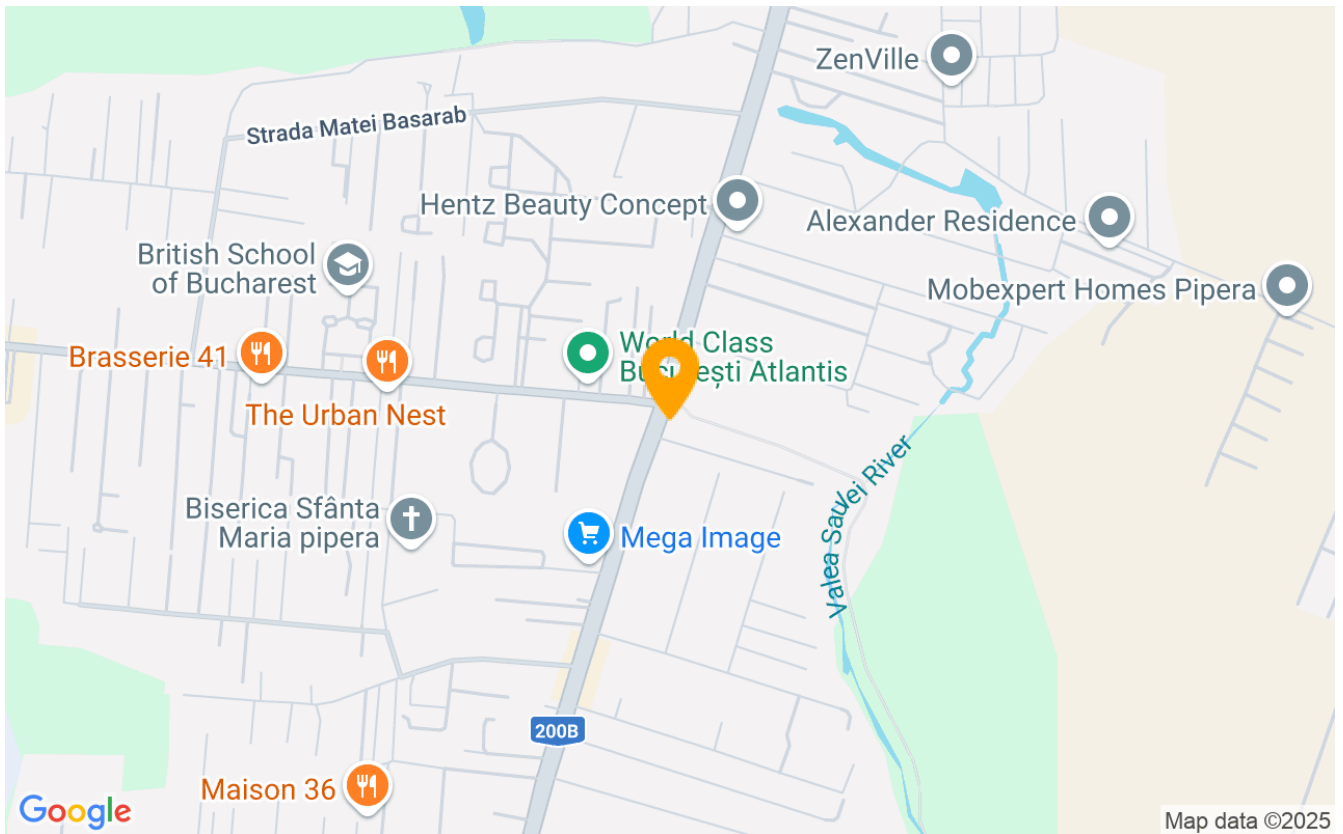 ZenVille
Strada Matei Basarab
Hentz Beauty Concept
Alexander Residence
British School
of Bucharest
Mobexpert Homes Pipera
World Class
București Atlantis
Brasserie 41
The Urban Nest
Valea Saulei River
Biserica Sfânta
Maria pipera
Mega Image
200B
Maison 36
Google
Map data ©2025